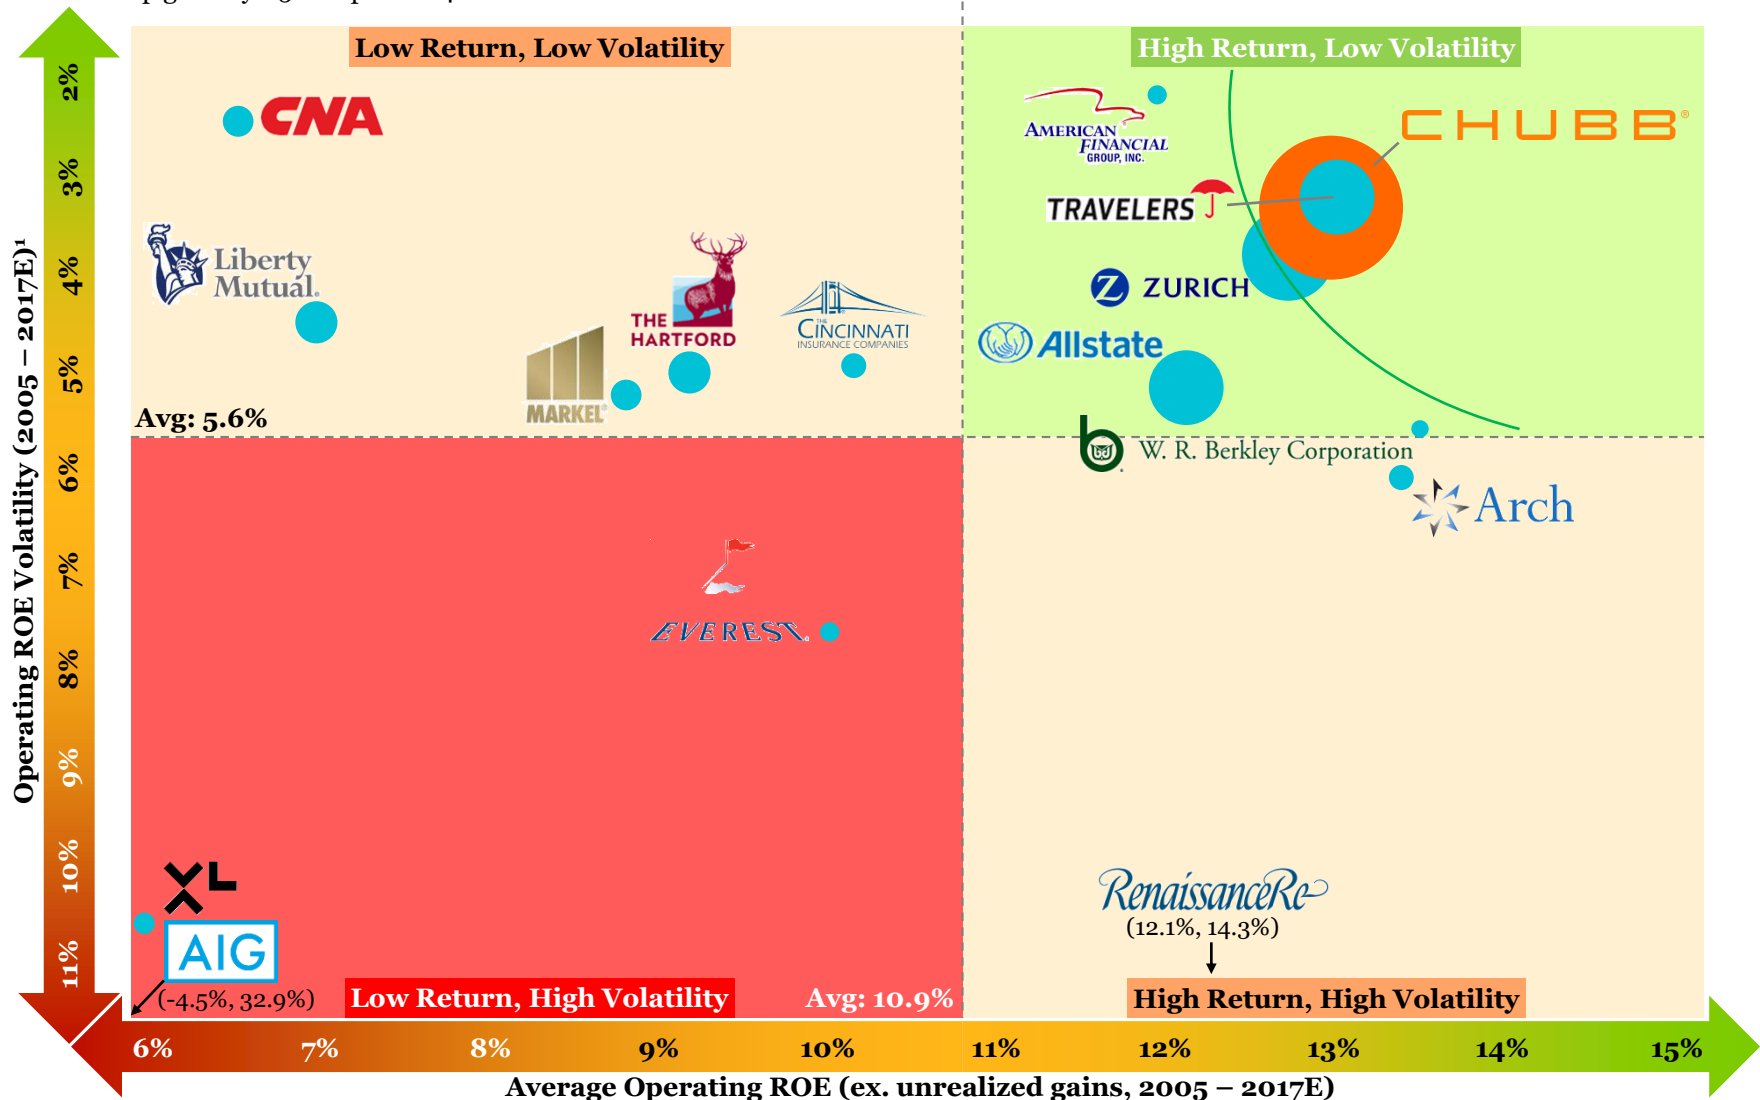 Low Return, Low Volatility
High Return, Low Volatility
CNA
AMERICAN
FINANCIAL
GROUP, INC.
CHUBB®
TRAVELERS
Liberty
Mutual.
THE
HARTFORD
THE
CINCINNATI
INSURANCE COMPANIES
ZURICH
Allstate
MARKEL®
Avg: 5.6%
W. R. Berkley Corporation
Arch
EVEREST.
XL
AIG
(-4.5%, 32.9%)
RenaissanceRe
(12.1%, 14.3%)
Low Return, High Volatility
Avg: 10.9%
High Return, High Volatility
Operating ROE Volatility (2005 – 2017E)¹
2%
3%
4%
5%
6%
7%
8%
9%
10%
11%
6% 7% 8% 9% 10% 11% 12% 13% 14% 15%
Average Operating ROE (ex. unrealized gains, 2005 – 2017E)